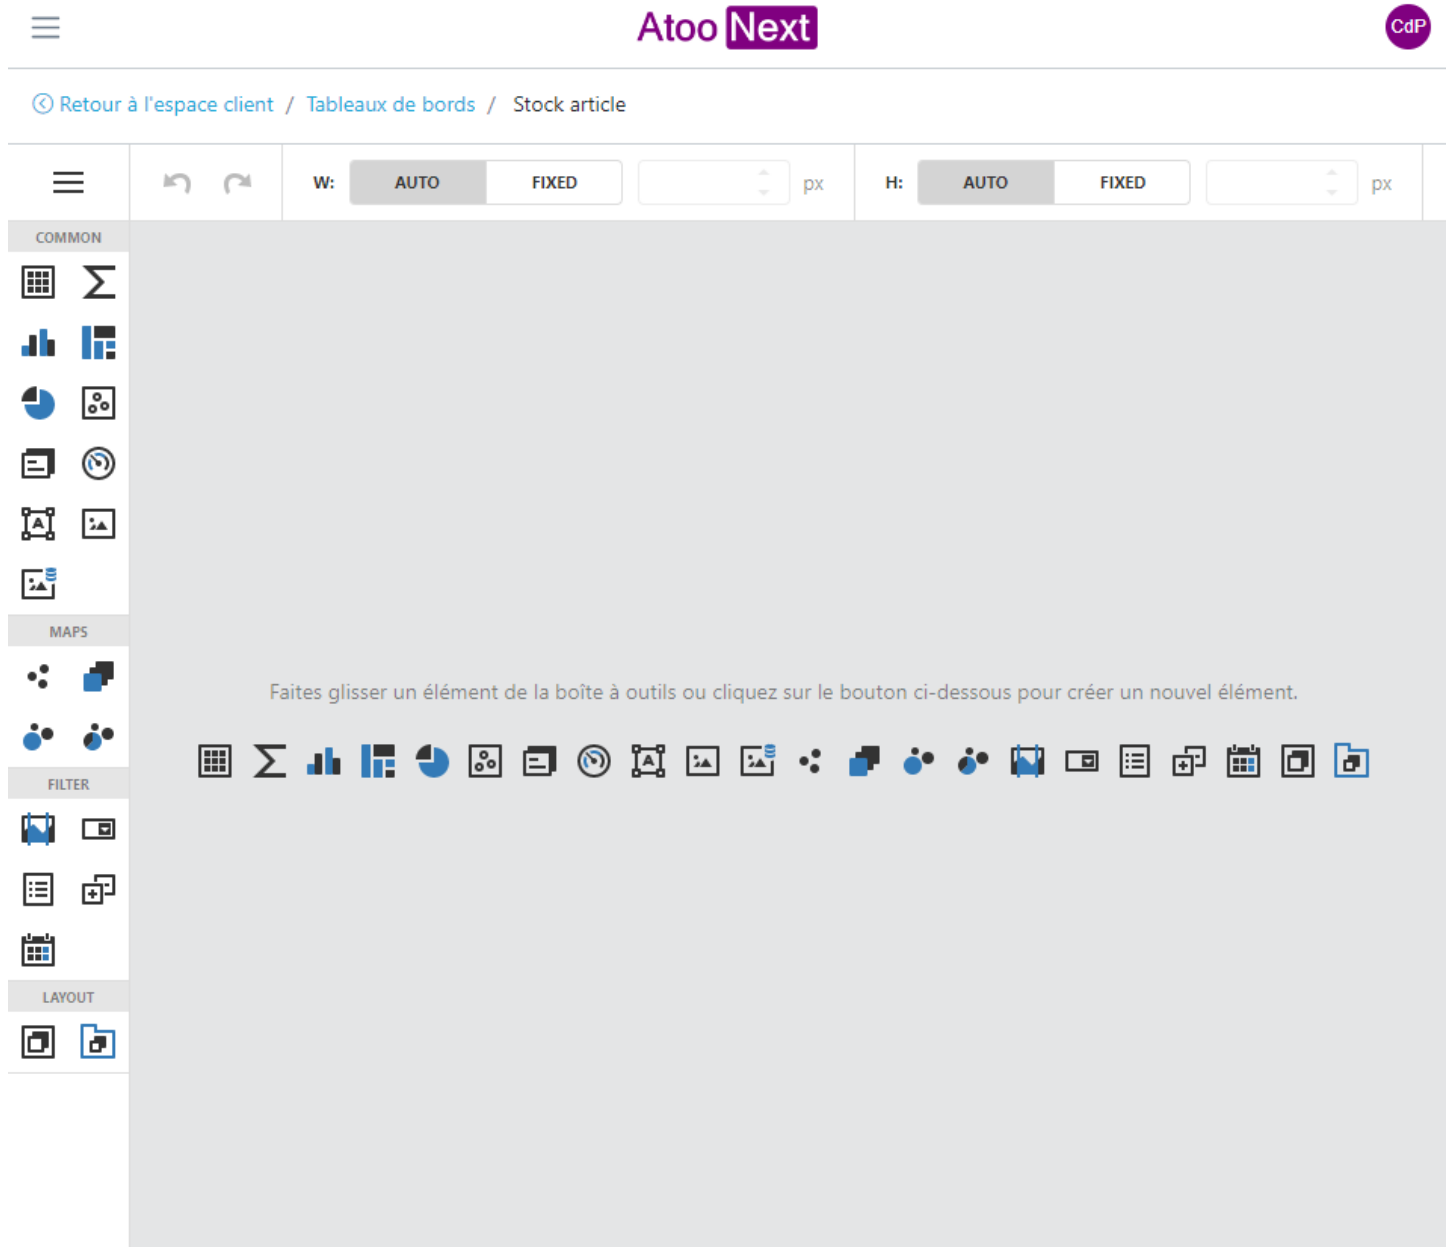 Atoo Next
CdP
Retour à l'espace client / Tableaux de bords / Stock article
W: AUTO FIXED px H: AUTO FIXED px
COMMON
MAPS
FILTER
LAYOUT
Faites glisser un élément de la boîte à outils ou cliquez sur le bouton ci-dessous pour créer un nouvel élément.